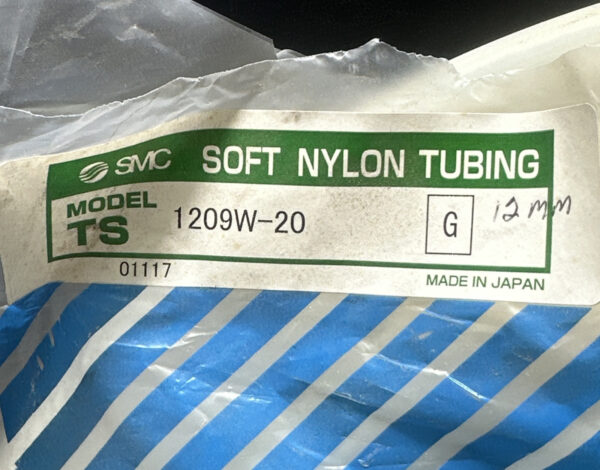 SMC SOFT NYLON TUBING
MODEL
TS 1209W-20 G 12 mm
01117
MADE IN JAPAN